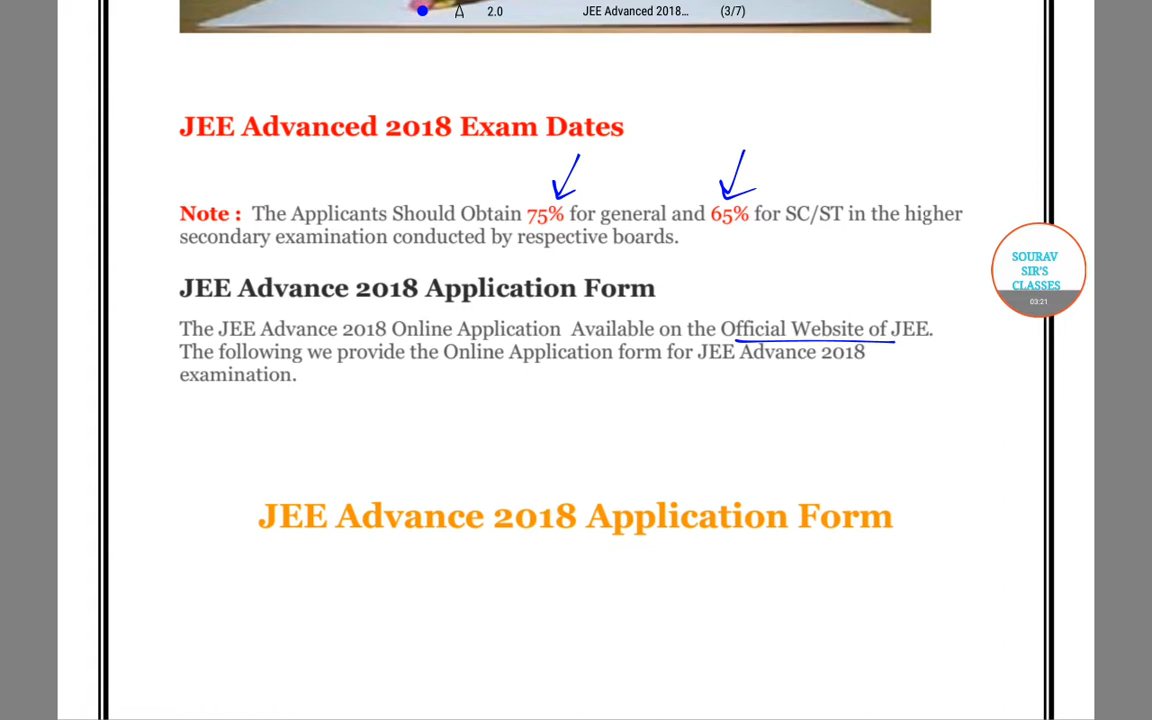 2.0 JEE Advanced 2018... (3/7)
JEE Advanced 2018 Exam Dates
Note : The Applicants Should Obtain 75% for general and 65% for SC/ST in the higher
secondary examination conducted by respective boards.
SOURAV
SIR'S
CLASSES
03:21
JEE Advance 2018 Application Form
The JEE Advance 2018 Online Application Available on the Official Website of JEE.
The following we provide the Online Application form for JEE Advance 2018
examination.
JEE Advance 2018 Application Form